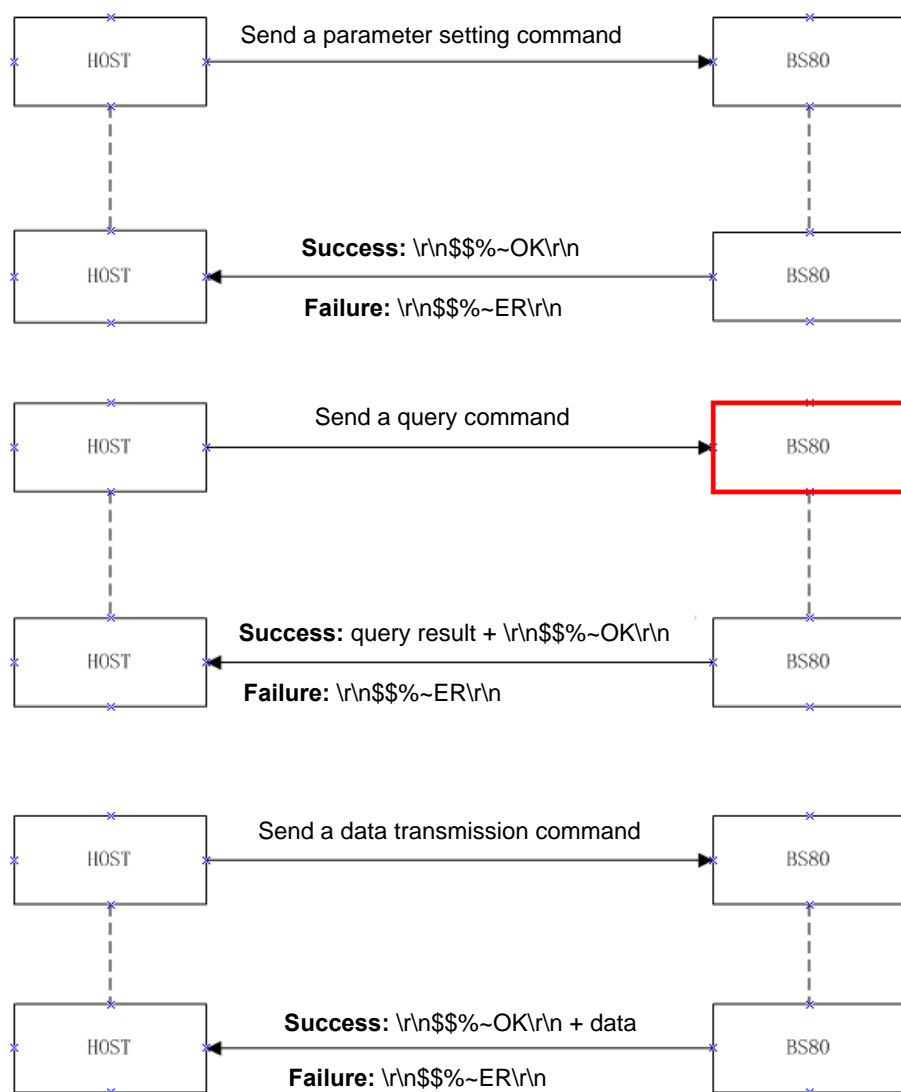 Send a parameter setting command
HOST
BS80
Success: \r\n$$%~OK\r\n
HOST
BS80
Failure: \r\n$$%~ER\r\n
Send a query command
HOST
BS80
Success: query result + \r\n$$%~OK\r\n
HOST
BS80
Failure: \r\n$$%~ER\r\n
Send a data transmission command
HOST
BS80
Success: \r\n$$%~OK\r\n + data
HOST
BS80
Failure: \r\n$$%~ER\r\n